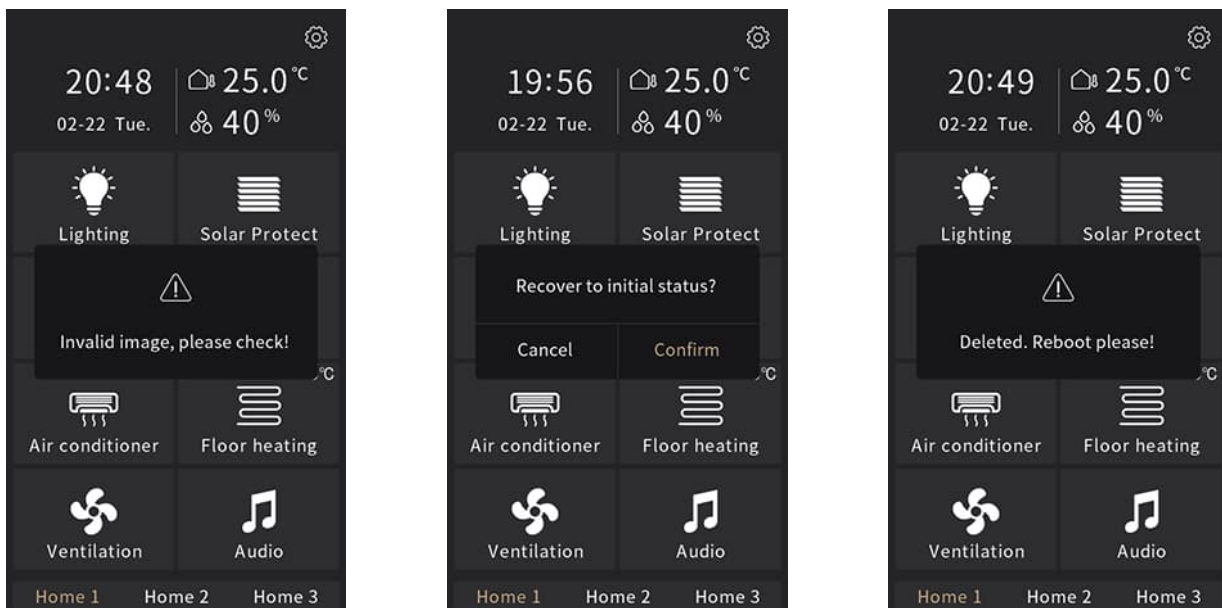 20:48
25.0 °C
02-22 Tue.
40 %
Lighting
Solar Protect
Invalid image, please check!
°C
Air conditioner
Floor heating
Ventilation
Audio
Home 1
Home 2
Home 3
19:56
25.0 °C
02-22 Tue.
40 %
Lighting
Solar Protect
Recover to initial status?
Cancel
Confirm
°C
Air conditioner
Floor heating
Ventilation
Audio
Home 1
Home 2
Home 3
20:49
25.0 °C
02-22 Tue.
40 %
Lighting
Solar Protect
Deleted. Reboot please!
°C
Air conditioner
Floor heating
Ventilation
Audio
Home 1
Home 2
Home 3